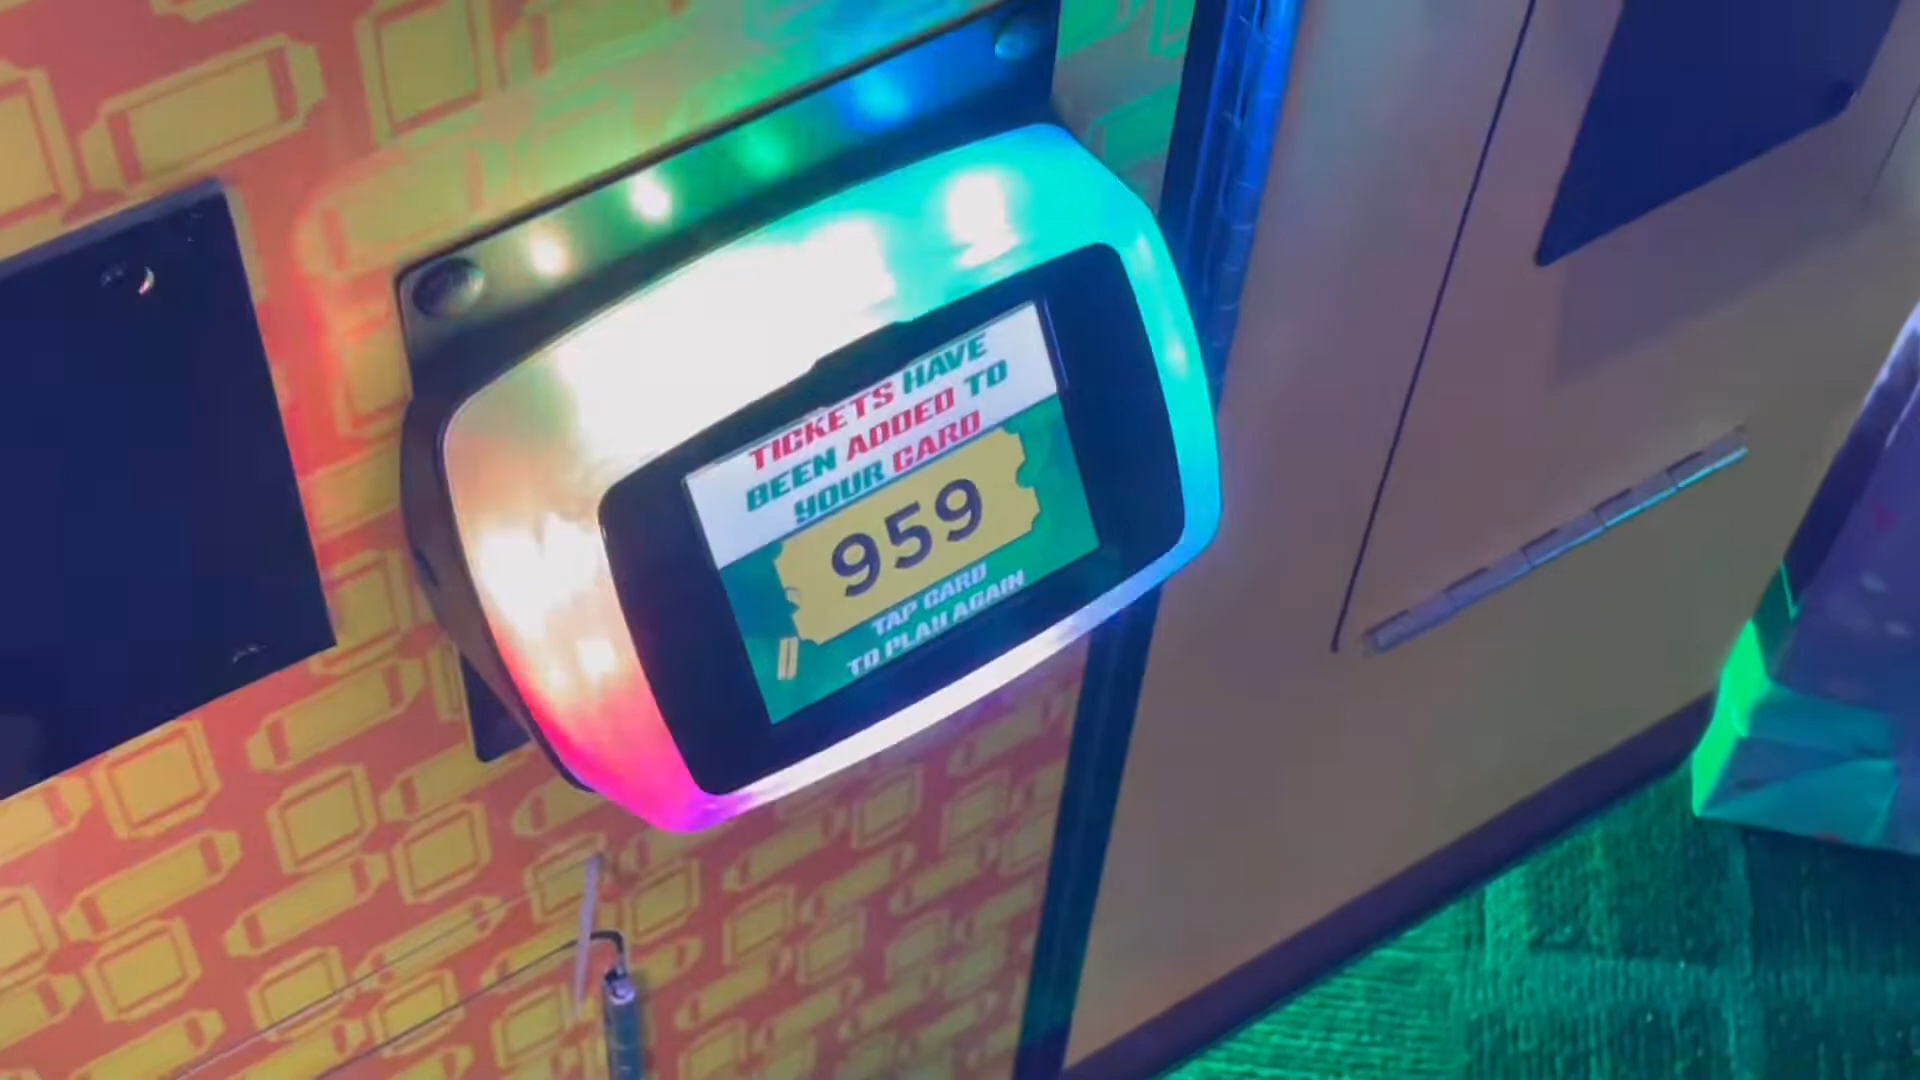 TICKETS HAVE
BEEN ADDED TO
YOUR CARD
959
TAP CARD
TO PLAY AGAIN